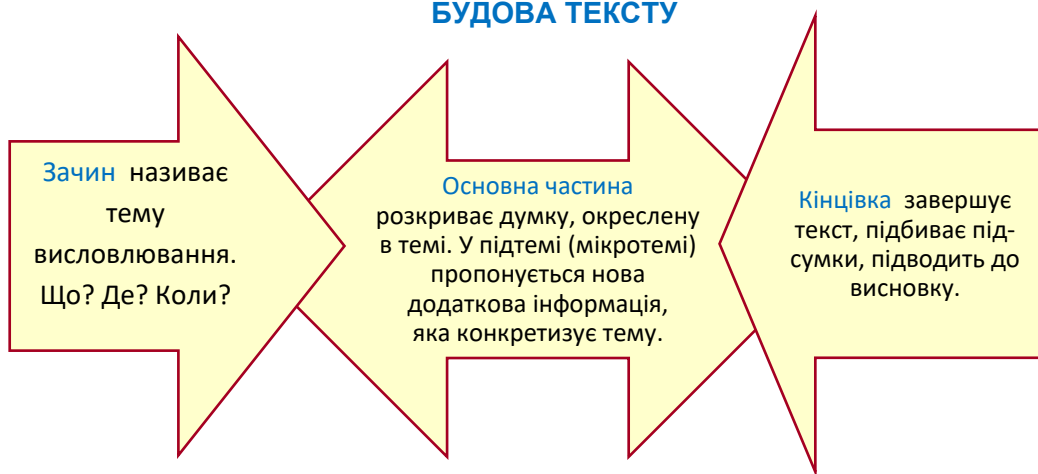 БУДОВА ТЕКСТУ
Зачин називає
тему
висловлювання.
Що? Де? Коли?
Основна частина
розкриває думку, окреслену
в темі. У підтемі (мікротемі)
пропонується нова
додаткова інформація,
яка конкретизує тему.
Кінцівка завершує
текст, підбиває під-
сумки, підводить до
висновку.